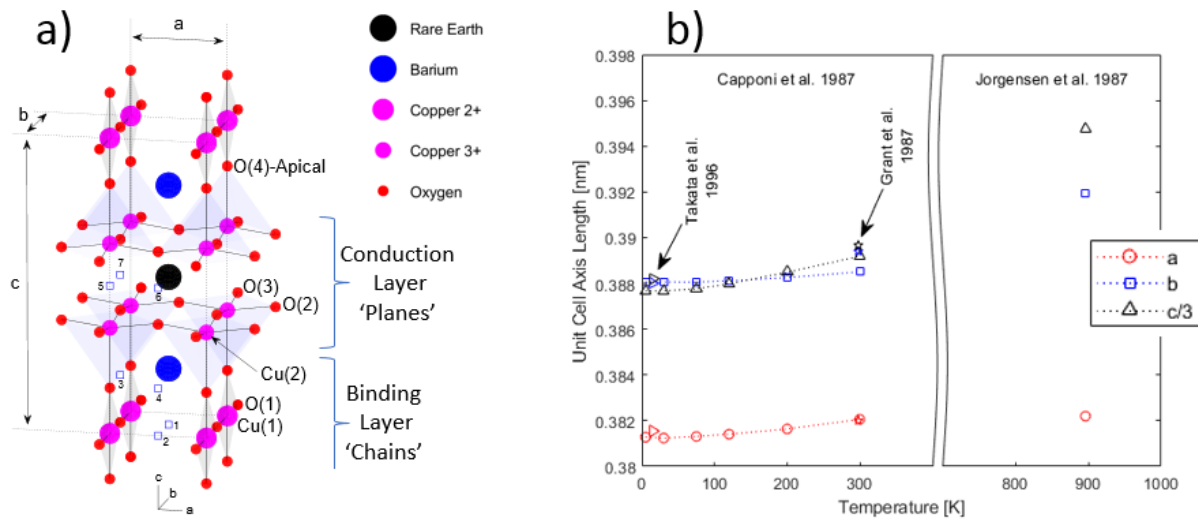 a)
a
b
c
Rare Earth
Barium
Copper 2+
Copper 3+
Oxygen
O(4)-Apical
7
5
6
O(3)
O(2)
Conduction
Layer
‘Planes’
Cu(2)
3
4
1
2
O(1)
Cu(1)
Binding
Layer
‘Chains’
c
b
a
b)
Capponi et al. 1987
Jorgensen et al. 1987
Takata et al.
1996
Grant et al.
1987
a
b
c/3
Unit Cell Axis Length [nm]
0.398
0.396
0.394
0.392
0.39
0.388
0.386
0.384
0.382
0.38
0
100
200
300
800
900
1000
Temperature [K]